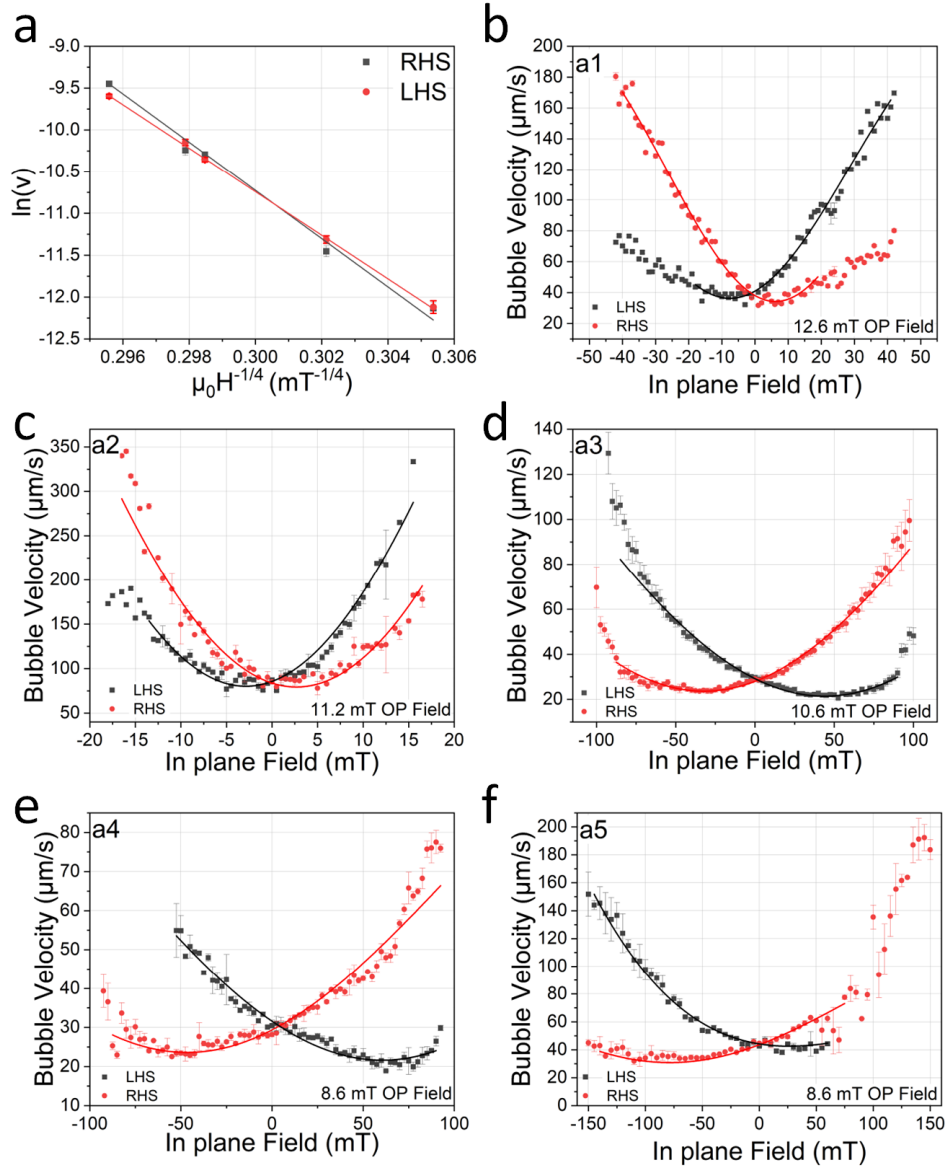 a
ln(v)
-9.0
-9.5
-10.0
-10.5
-11.0
-11.5
-12.0
-12.5
RHS
LHS
0.296 0.298 0.300 0.302 0.304 0.306
μ₀H⁻¹ᐟ⁴ (mT⁻¹ᐟ⁴)
b
a1
Bubble Velocity (μm/s)
200
180
160
140
120
100
80
60
40
20
LHS
RHS
12.6 mT OP Field
-50 -40 -30 -20 -10 0 10 20 30 40 50
In plane Field (mT)
c
a2
Bubble Velocity (μm/s)
350
300
250
200
150
100
50
LHS
RHS
11.2 mT OP Field
-20 -15 -10 -5 0 5 10 15 20
In plane Field (mT)
d
a3
Bubble Velocity (μm/s)
140
120
100
80
60
40
20
LHS
RHS
10.6 mT OP Field
-100 -50 0 50 100
In plane Field (mT)
e
a4
Bubble Velocity (μm/s)
80
70
60
50
40
30
20
10
LHS
RHS
8.6 mT OP Field
-100 -50 0 50 100
In plane Field (mT)
f
a5
Bubble Velocity (μm/s)
200
180
160
140
120
100
80
60
40
20
0
LHS
RHS
8.6 mT OP Field
-150 -100 -50 0 50 100 150
In plane Field (mT)